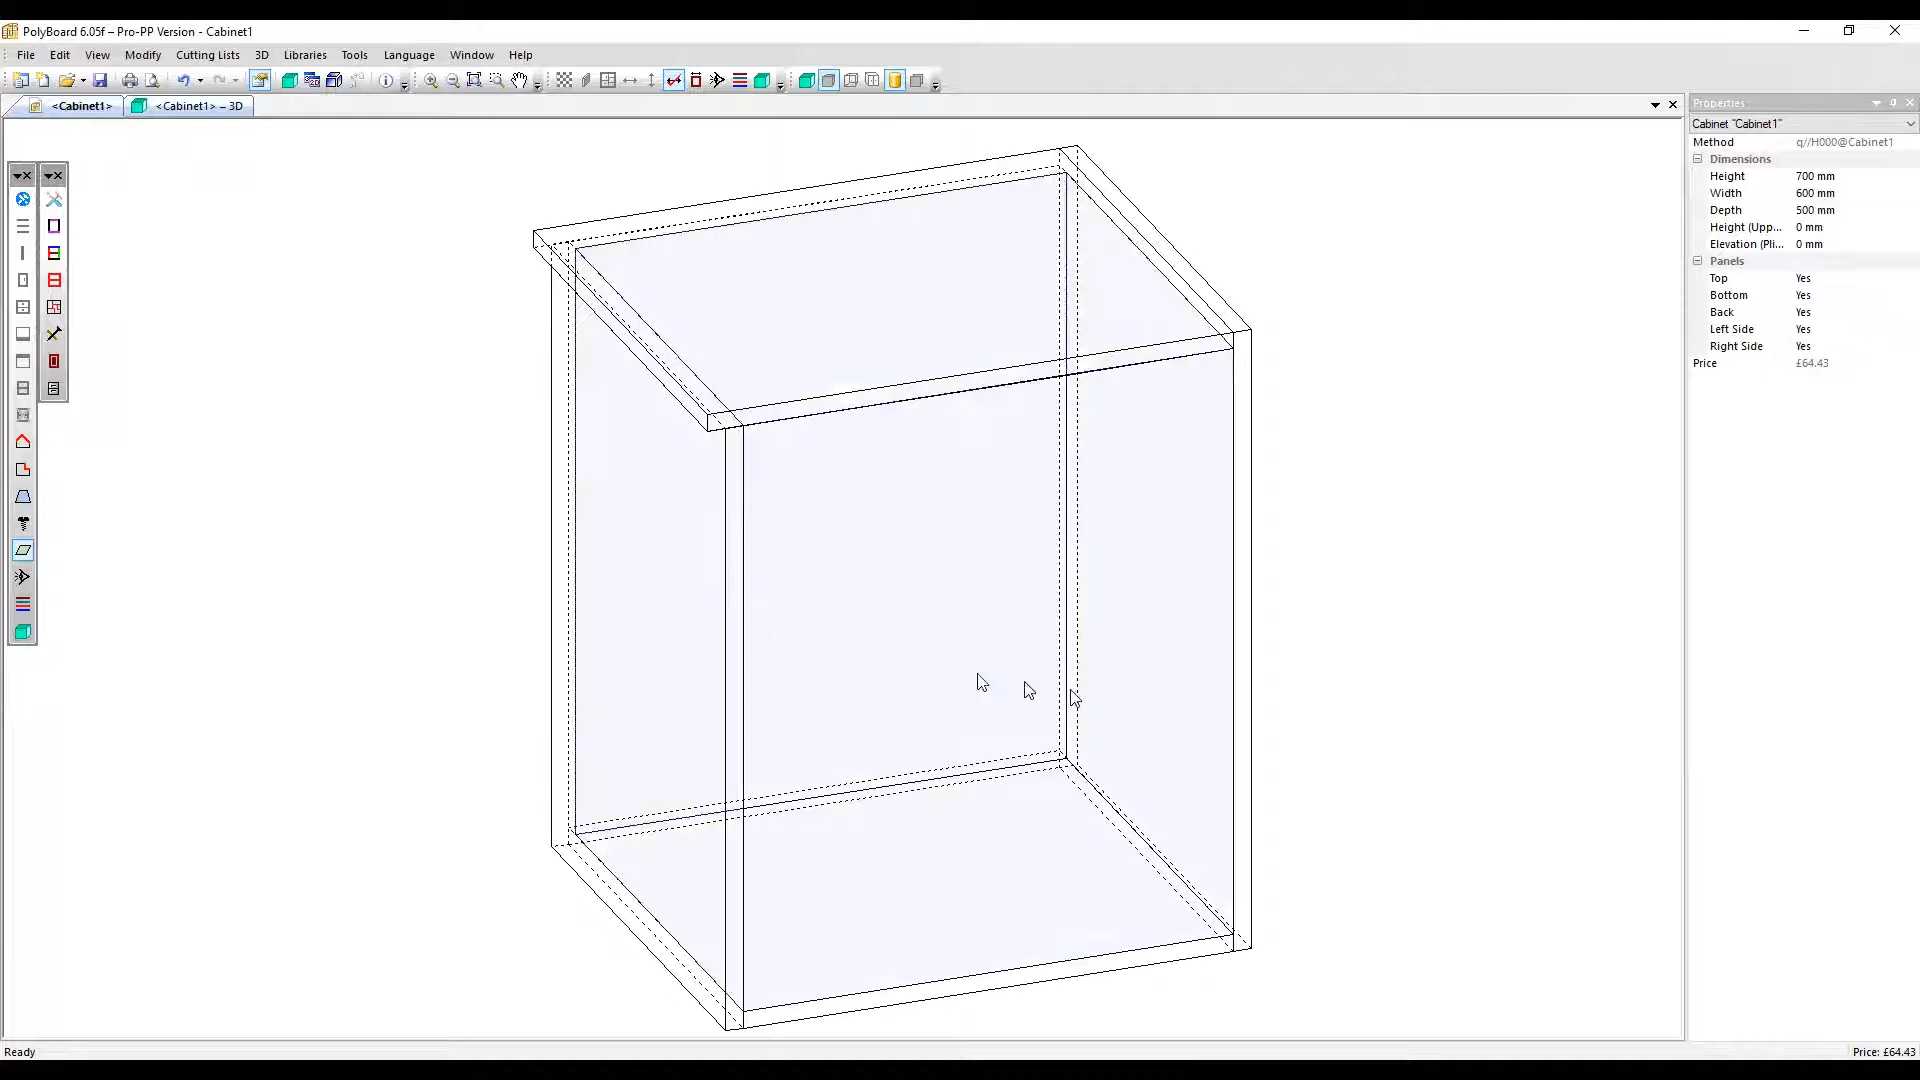 PolyBoard 6.05f – Pro-PP Version - Cabinet1
File Edit View Modify Cutting Lists 3D Libraries Tools Language Window Help
<Cabinet1> <Cabinet1> – 3D
Properties
Cabinet "Cabinet1"
Method q//H000@Cabinet1
Dimensions
Height 700 mm
Width 600 mm
Depth 500 mm
Height (Upp... 0 mm
Elevation (Pli... 0 mm
Panels
Top Yes
Bottom Yes
Back Yes
Left Side Yes
Right Side Yes
Price £64.43
Ready Price: £64.43